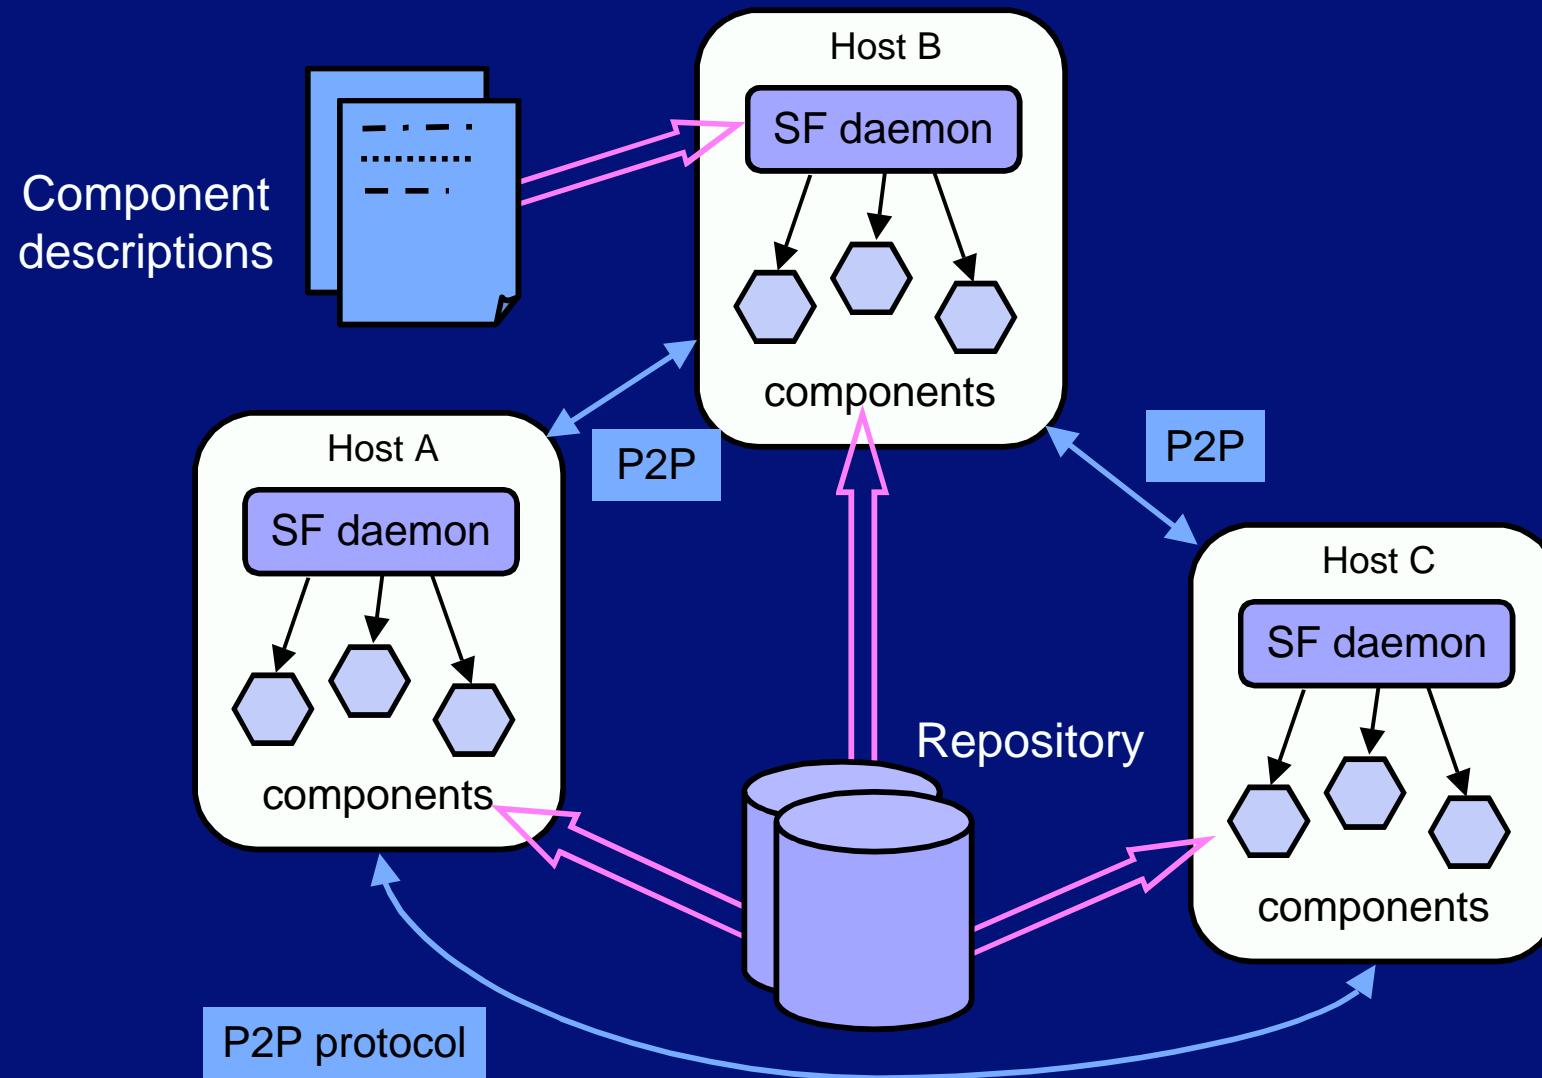 Host B
SF daemon
components
Component
descriptions
P2P
P2P
Host A
SF daemon
components
Host C
SF daemon
components
Repository
P2P protocol